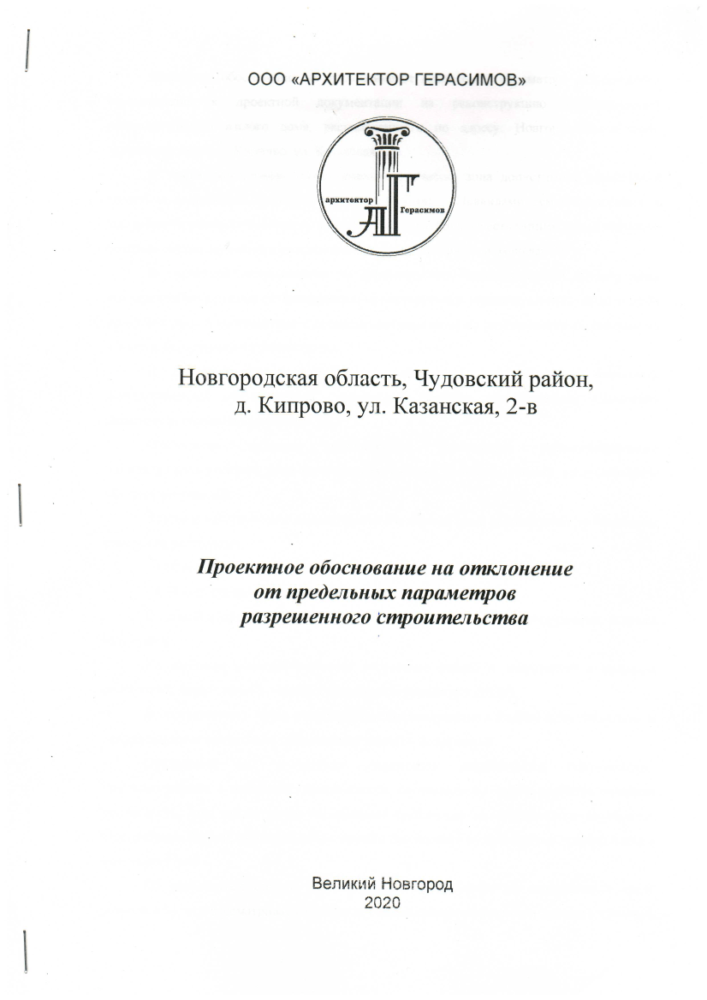 ООО «АРХИТЕКТОР ГЕРАСИМОВ»
архитектор
Герасимов
АГ
Новгородская область, Чудовский район,
д. Кипрово, ул. Казанская, 2-в
Проектное обоснование на отклонение
от предельных параметров
разрешенного строительства
Великий Новгород
2020